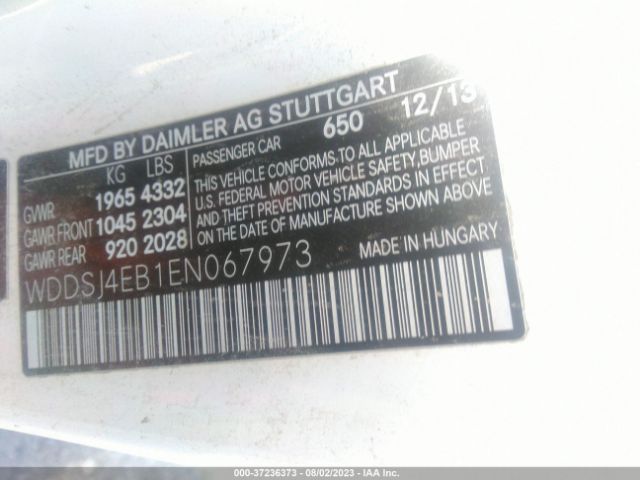 MFD BY DAIMLER AG STUTTGART
KG LBS
GVWR 1965 4332
GAWR FRONT 1045 2304
GAWR REAR 920 2028
650 12/13
PASSENGER CAR
THIS VEHICLE CONFORMS TO ALL APPLICABLE
U.S. FEDERAL MOTOR VEHICLE SAFETY, BUMPER
AND THEFT PREVENTION STANDARDS IN EFFECT
ON THE DATE OF MANUFACTURE SHOWN ABOVE
WDDSJ4EB1EN067973
MADE IN HUNGARY
000-37236373 - 08/02/2023 - IAA Inc.